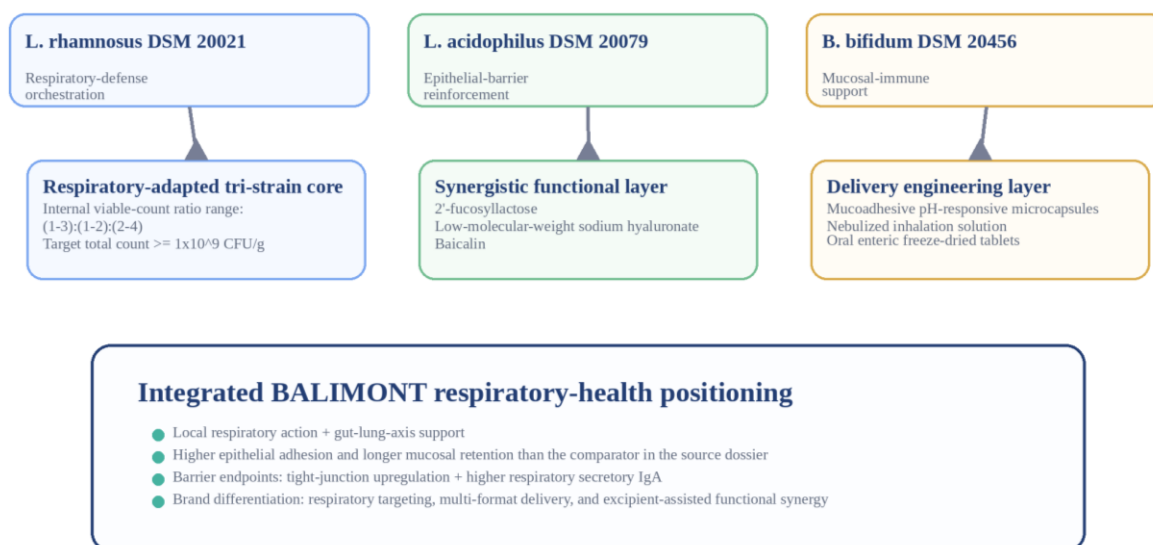 L. rhamnosus DSM 20021
Respiratory-defense
orchestration
L. acidophilus DSM 20079
Epithelial-barrier
reinforcement
B. bifidum DSM 20456
Mucosal-immune
support
Respiratory-adapted tri-strain core
Internal viable-count ratio range:
(1-3):(1-2):(2-4)
Target total count >= 1x10^9 CFU/g
Synergistic functional layer
2'-fucosyllactose
Low-molecular-weight sodium hyaluronate
Baicalin
Delivery engineering layer
Mucoadhesive pH-responsive microcapsules
Nebulized inhalation solution
Oral enteric freeze-dried tablets
Integrated BALIMONT respiratory-health positioning
Local respiratory action + gut-lung-axis support
Higher epithelial adhesion and longer mucosal retention than the comparator in the source dossier
Barrier endpoints: tight-junction upregulation + higher respiratory secretory IgA
Brand differentiation: respiratory targeting, multi-format delivery, and excipient-assisted functional synergy